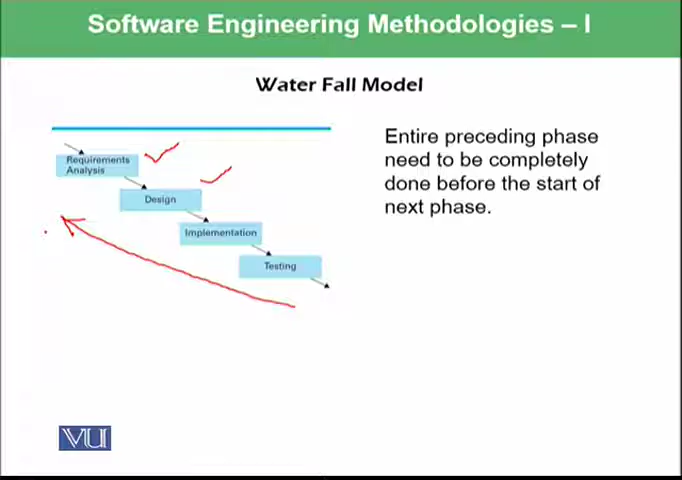 Software Engineering Methodologies – I
Water Fall Model
Requirements
Analysis
Design
Implementation
Testing
Entire preceding phase
need to be completely
done before the start of
next phase.
VU